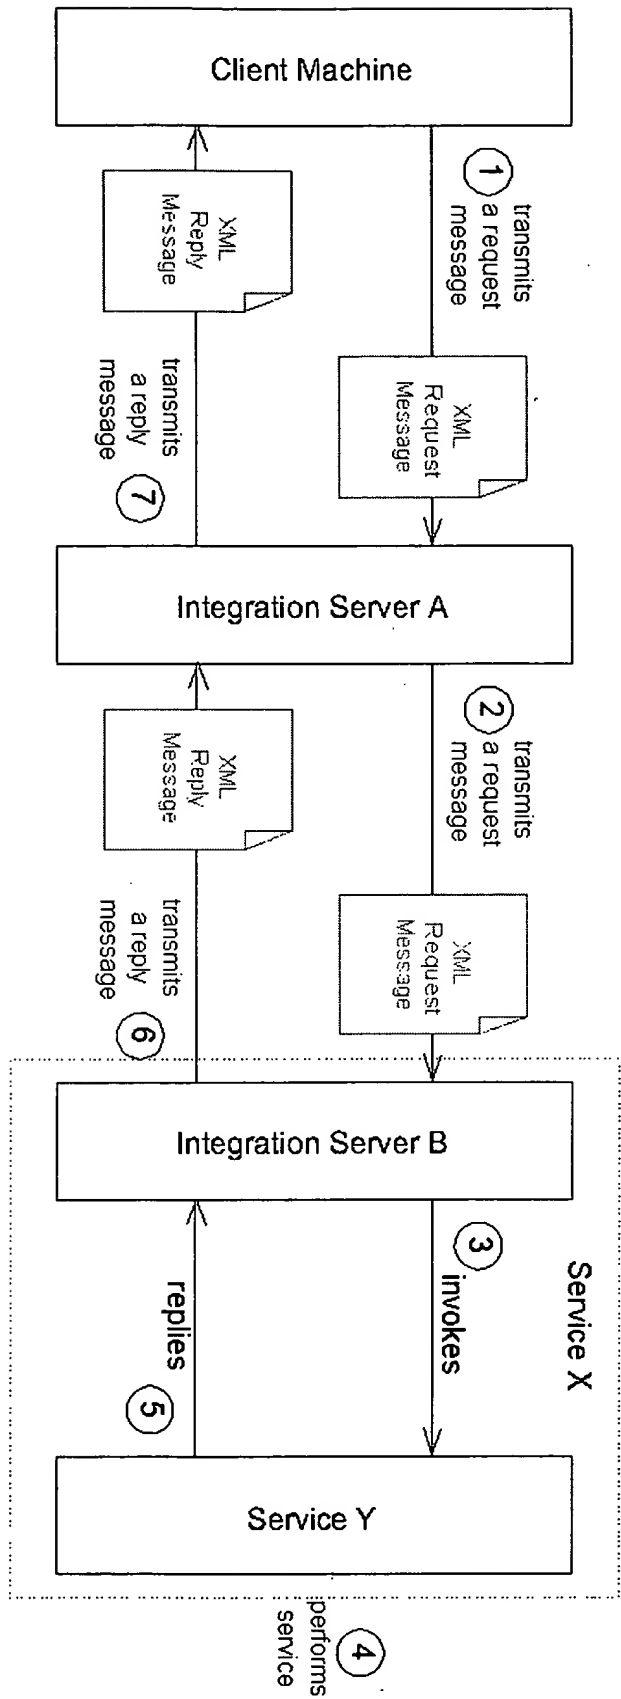 Client Machine
1
transmits
a request
message
XML
Reply
Message
XML
Request
Message
transmits
a reply
message
7
Integration Server A
2
transmits
a request
message
XML
Reply
Message
XML
Request
Message
transmits
a reply
message
6
Integration Server B
3
invokes
Service X
replies
5
Service Y
4
performs
service